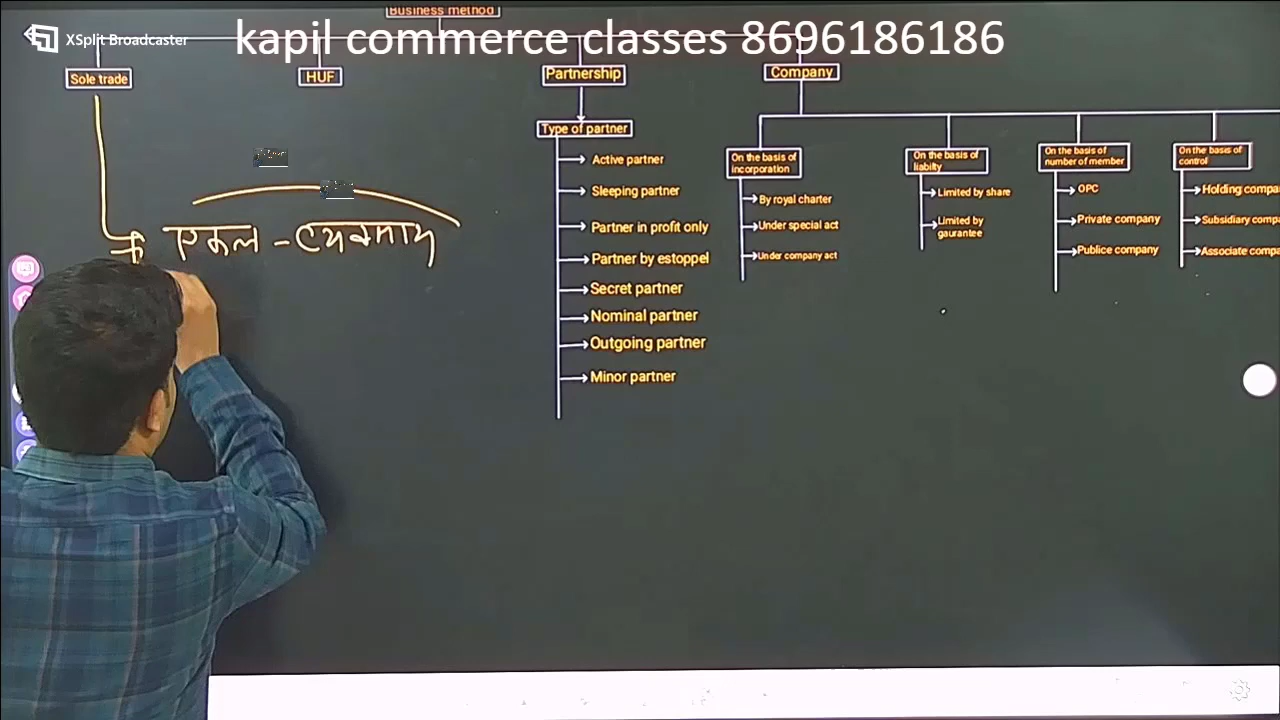 Business method
XSplit Broadcaster
kapil commerce classes 8696186186
Sole trade
HUF
Partnership
Company
Type of partner
Active partner
Sleeping partner
Partner in profit only
Partner by estoppel
Secret partner
Nominal partner
Outgoing partner
Minor partner
On the basis of
incorporation
By royal charter
Under special act
Under company act
On the basis of
liabilty
Limited by share
Limited by
gaurantee
On the basis of
number of member
OPC
Private company
Publice company
On the basis of
control
Holding compa
Subsidiary comp
Associate compa
एकल - व्यवसाय